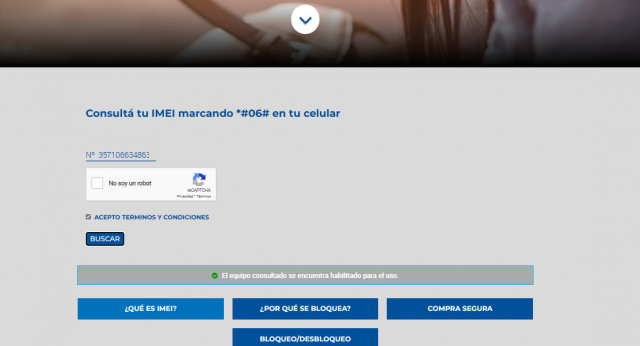 Consultá tu IMEI marcando *#06# en tu celular
Nº 357106634863
No soy un robot
reCAPTCHA
Privacidad - Términos
ACEPTO TERMINOS Y CONDICIONES
BUSCAR
El equipo consultado se encuentra habilitado para el uso.
¿QUÉ ES IMEI?
¿POR QUÉ SE BLOQUEA?
COMPRA SEGURA
BLOQUEO/DESBLOQUEO